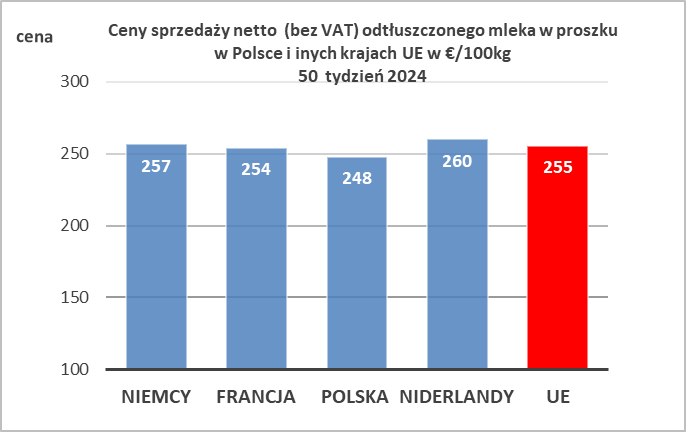 cena
Ceny sprzedaży netto (bez VAT) odtłuszczonego mleka w proszku
w Polsce i inych krajach UE w €/100kg
50 tydzień 2024
300
250
200
150
100
257
254
248
260
255
NIEMCY FRANCJA POLSKA NIDERLANDY UE